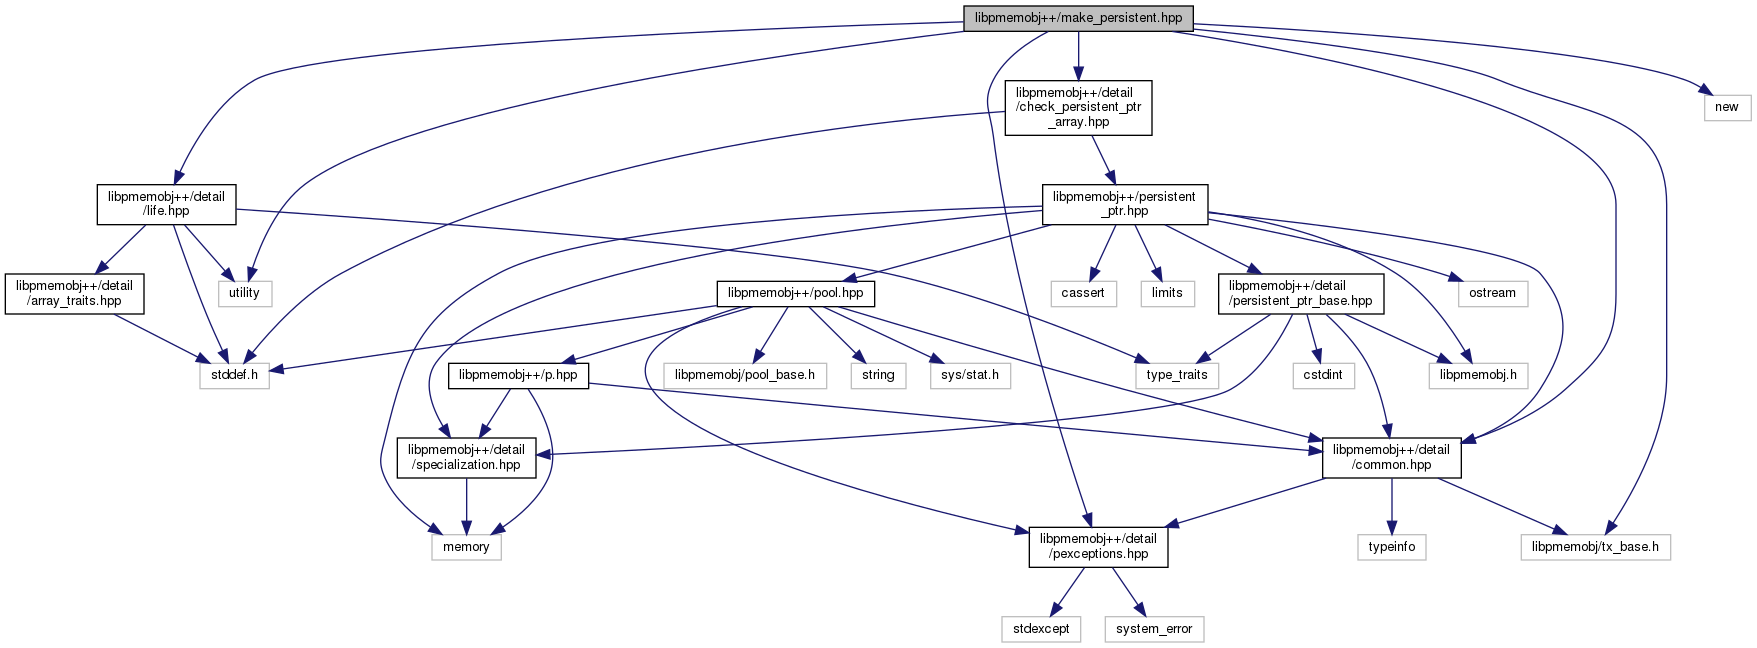 libpmemobj++/make_persistent.hpp
libpmemobj++/detail
/check_persistent_ptr
_array.hpp
new
libpmemobj++/detail
/life.hpp
libpmemobj++/persistent
_ptr.hpp
libpmemobj++/detail
/array_traits.hpp
utility
libpmemobj++/pool.hpp
cassert
limits
libpmemobj++/detail
/persistent_ptr_base.hpp
ostream
stddef.h
libpmemobj++/p.hpp
libpmemobj/pool_base.h
string
sys/stat.h
type_traits
cstdint
libpmemobj.h
libpmemobj++/detail
/specialization.hpp
libpmemobj++/detail
/common.hpp
memory
libpmemobj++/detail
/pexceptions.hpp
typeinfo
libpmemobj/tx_base.h
stdexcept
system_error